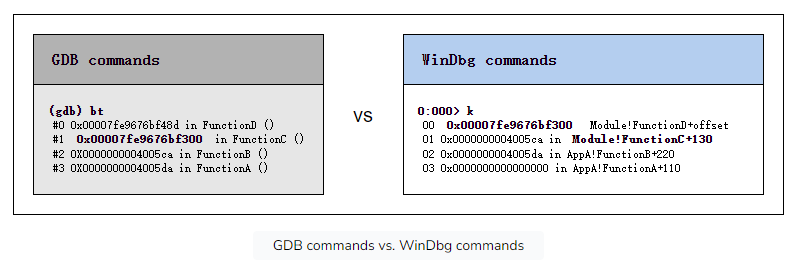 GDB commands
(gdb) bt
#0 0x00007fe9676bf48d in FunctionD ()
#1 0x00007fe9676bf300 in FunctionC ()
#2 0X0000000004005ca in FunctionB ()
#3 0X0000000004005da in FunctionA ()
VS
WinDbg commands
0:000> k
00 0x00007fe9676bf300 Module!FunctionD+offset
01 0x0000000004005ca in Module!FunctionC+130
02 0x0000000004005da in AppA!FunctionB+220
03 0x0000000000000000 in AppA!FunctionA+110
GDB commands vs. WinDbg commands